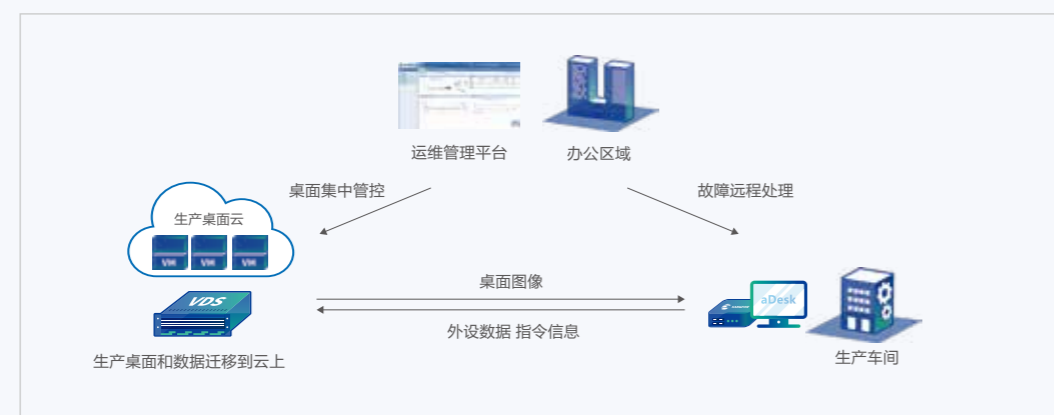 运维管理平台
办公区域
桌面集中管控
故障远程处理
生产桌面云
VM VM VM
VDS
桌面图像
外设数据 指令信息
aDesk
生产桌面和数据迁移到云上
生产车间